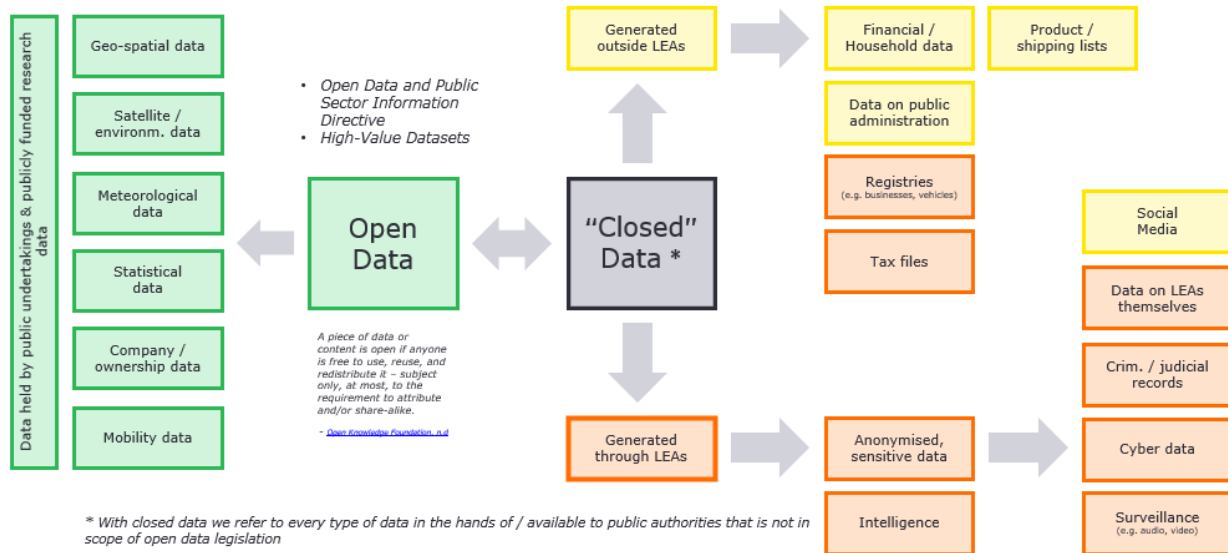 Data held by public undertakings & publicly funded research
data
Geo-spatial data
Satellite /
environm. data
Meteorological
data
Statistical
data
Company /
ownership data
Mobility data
• Open Data and Public
Sector Information
Directive
• High-Value Datasets
Open
Data
A piece of data or
content is open if anyone
is free to use, reuse, and
redistribute it – subject
only, at most, to the
requirement to attribute
and/or share-alike.
- Open Knowledge Foundation, n.d
Generated
outside LEAs
"Closed"
Data *
Generated
through LEAs
Financial /
Household data
Product /
shipping lists
Data on public
administration
Registries
(e.g. businesses, vehicles)
Tax files
Anonymised,
sensitive data
Intelligence
Social
Media
Data on LEAs
themselves
Crim. / judicial
records
Cyber data
Surveillance
(e.g. audio, video)
* With closed data we refer to every type of data in the hands of / available to public authorities that is not in
scope of open data legislation